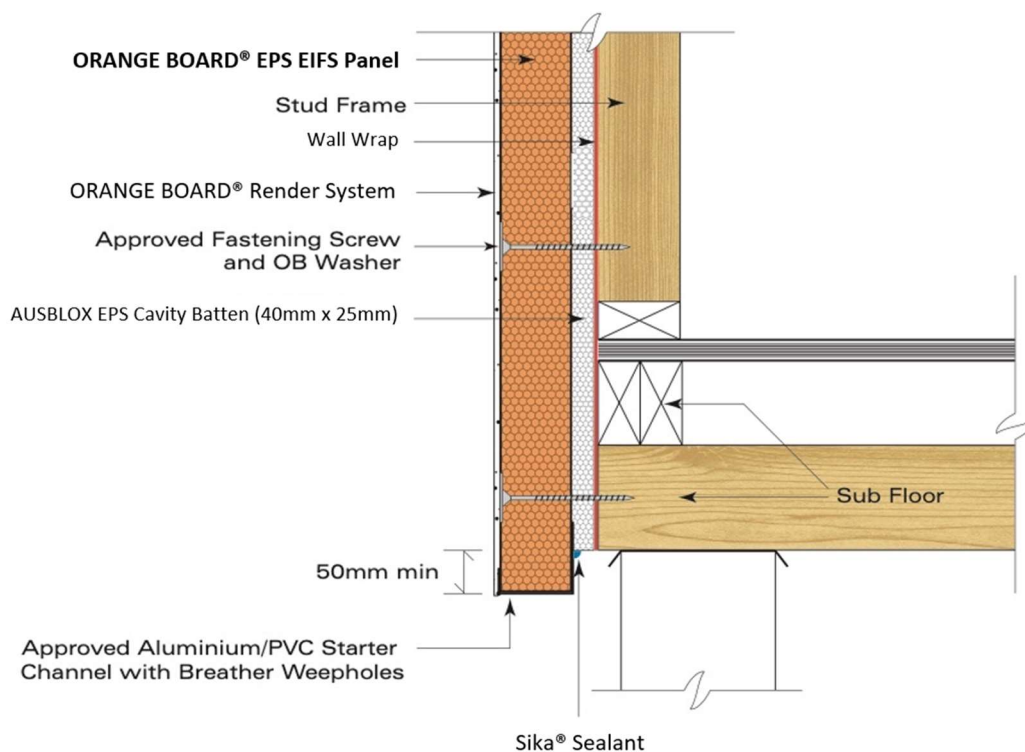 ORANGE BOARD® EPS EIFS Panel
Stud Frame
Wall Wrap
ORANGE BOARD® Render System
Approved Fastening Screw
and OB Washer
AUSBLOX EPS Cavity Batten (40mm x 25mm)
Sub Floor
50mm min
Approved Aluminium/PVC Starter
Channel with Breather Weepholes
Sika® Sealant